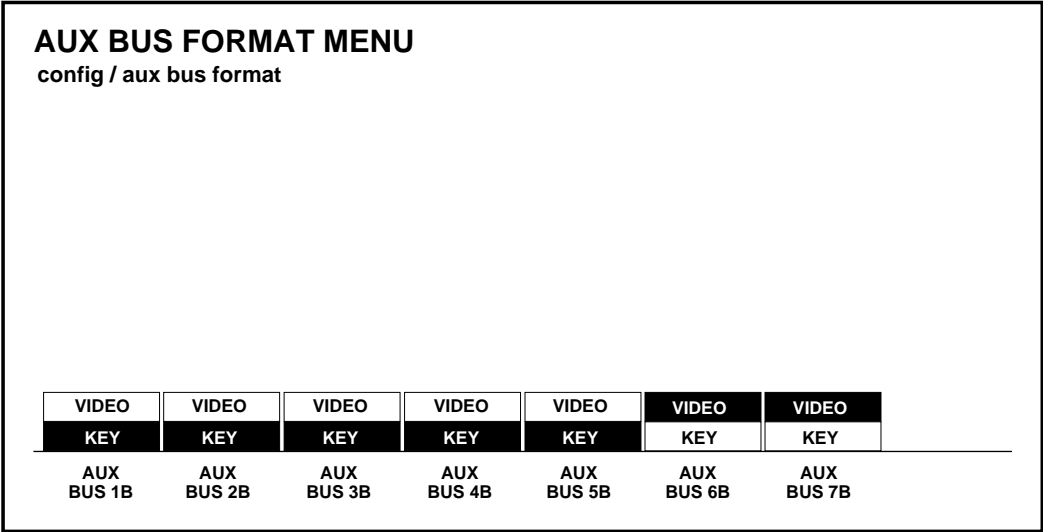 AUX BUS FORMAT MENU
config / aux bus format
VIDEO VIDEO VIDEO VIDEO VIDEO VIDEO VIDEO
KEY KEY KEY KEY KEY KEY KEY
AUX AUX AUX AUX AUX AUX AUX
BUS 1B BUS 2B BUS 3B BUS 4B BUS 5B BUS 6B BUS 7B